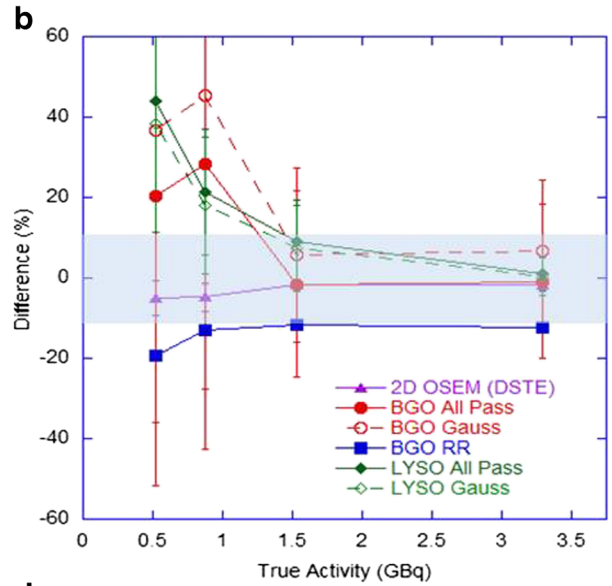 b
60
40
20
0
-20
-40
-60
Difference (%)
2D OSEM (DSTE)
BGO All Pass
BGO Gauss
BGO RR
LYSO All Pass
LYSO Gauss
0 0.5 1 1.5 2 2.5 3 3.5
True Activity (GBq)